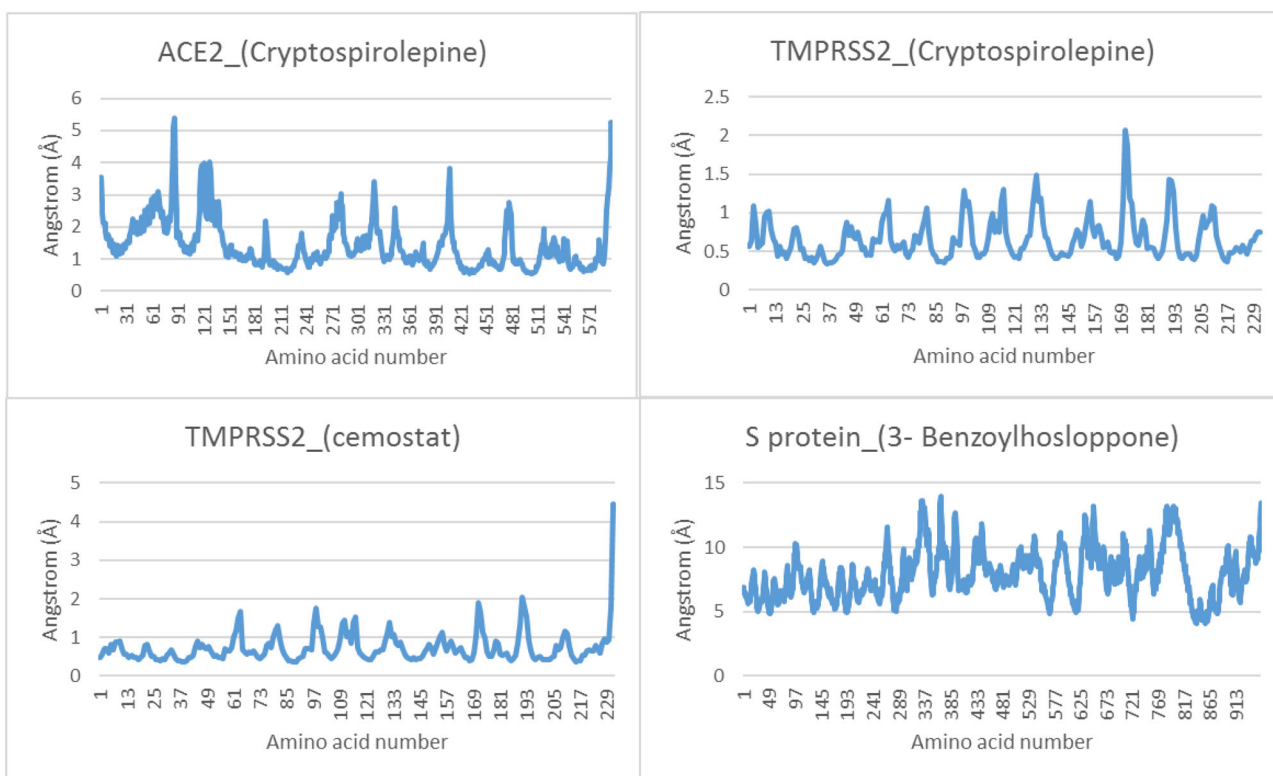 ACE2_(Cryptospirolepine)
Angstrom (Å)
6
5
4
3
2
1
0
1 31 61 91 121 151 181 211 241 271 301 331 361 391 421 451 481 511 541 571
Amino acid number
TMPRSS2_(Cryptospirolepine)
Angstrom (Å)
2.5
2
1.5
1
0.5
0
1 13 25 37 49 61 73 85 97 109 121 133 145 157 169 181 193 205 217 229
Amino acid number
TMPRSS2_(cemostat)
Angstrom (Å)
5
4
3
2
1
0
1 13 25 37 49 61 73 85 97 109 121 133 145 157 169 181 193 205 217 229
Amino acid number
S protein_(3- Benzoylhosloppone)
Angstrom (Å)
15
10
5
0
1 49 97 145 193 241 289 337 385 433 481 529 577 625 673 721 769 817 865 913
Amino acid number